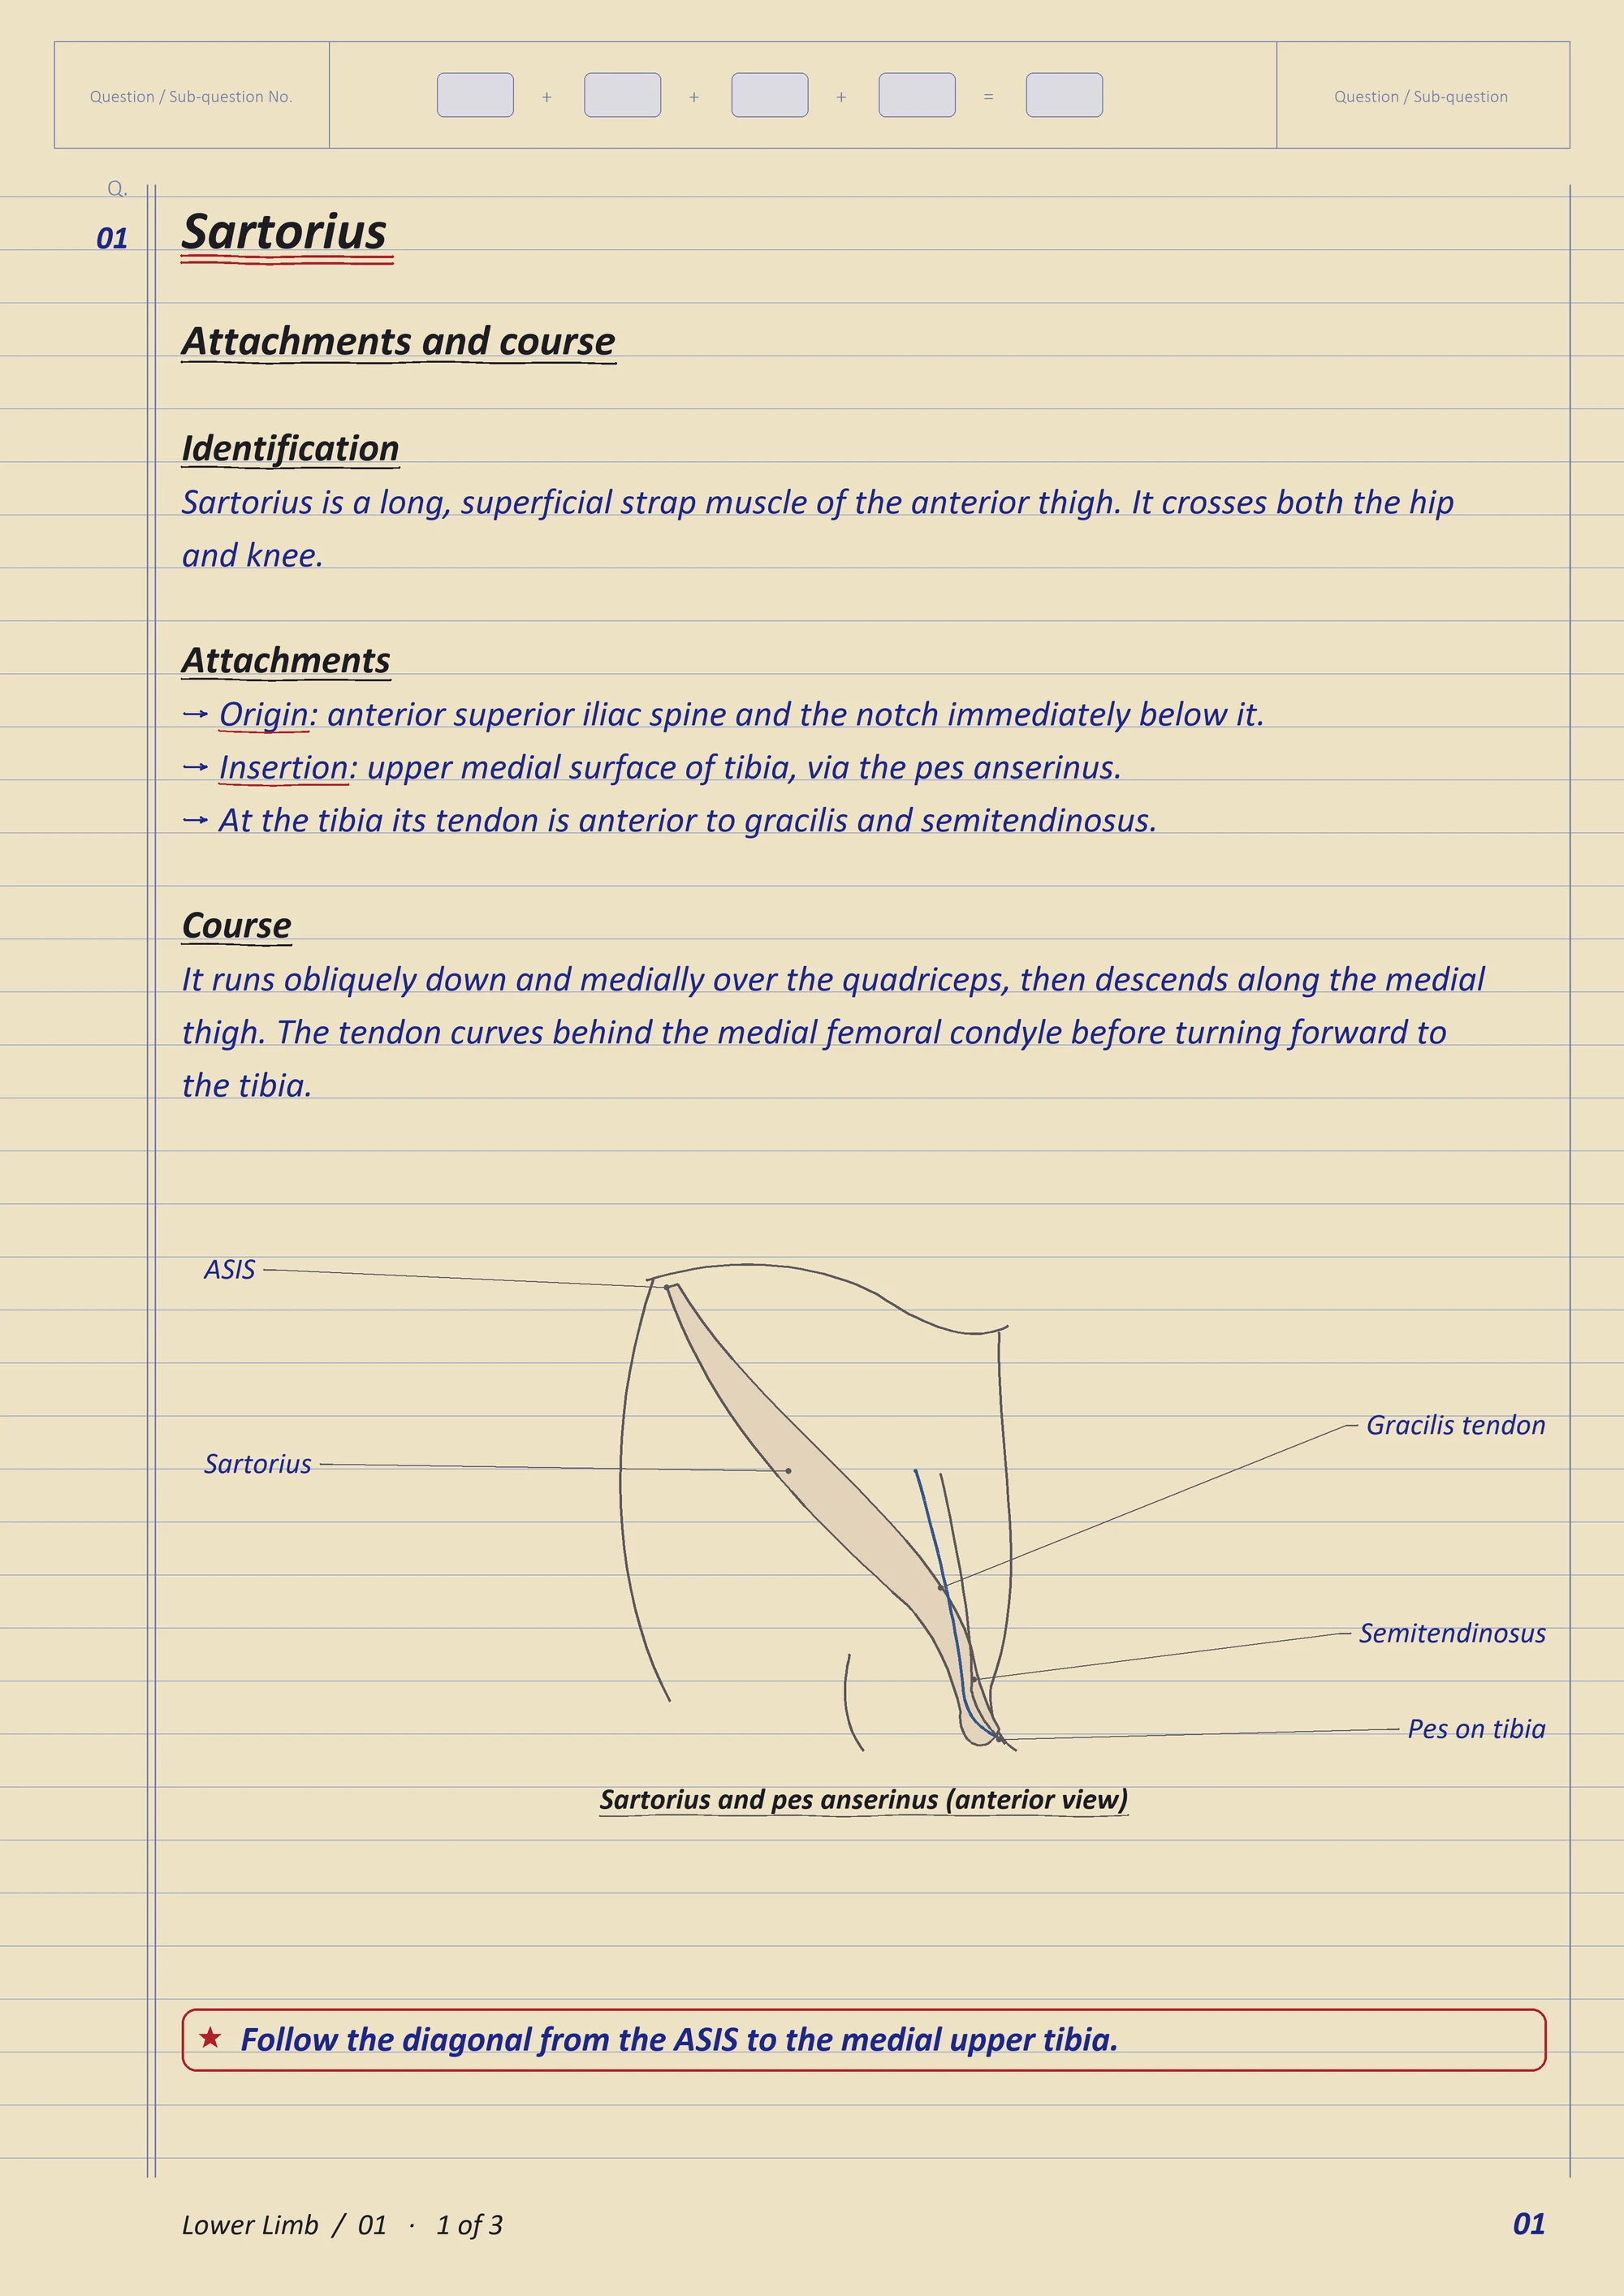 Question / Sub-question No.
+ + + =
Question / Sub-question
Q.
01
Sartorius
Attachments and course
Identification
Sartorius is a long, superficial strap muscle of the anterior thigh. It crosses both the hip
and knee.
Attachments
→ Origin: anterior superior iliac spine and the notch immediately below it.
→ Insertion: upper medial surface of tibia, via the pes anserinus.
→ At the tibia its tendon is anterior to gracilis and semitendinosus.
Course
It runs obliquely down and medially over the quadriceps, then descends along the medial
thigh. The tendon curves behind the medial femoral condyle before turning forward to
the tibia.
ASIS
Gracilis tendon
Sartorius
Semitendinosus
Pes on tibia
Sartorius and pes anserinus (anterior view)
★ Follow the diagonal from the ASIS to the medial upper tibia.
Lower Limb / 01 · 1 of 3
01